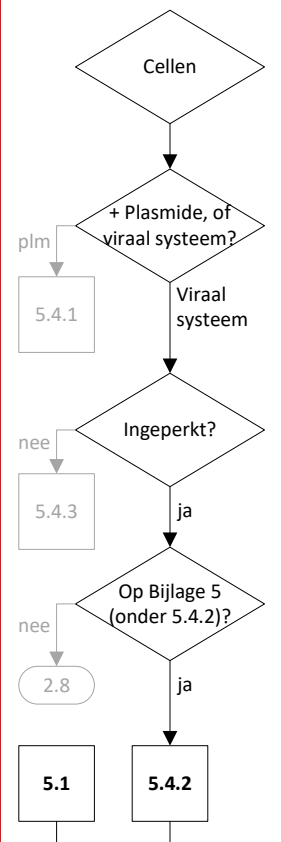 Cellen
+ Plasmide, of
viraal systeem?
plm
5.4.1
Viraal
systeem
Ingeperkt?
nee
5.4.3
ja
Op Bijlage 5
(onder 5.4.2)?
nee
2.8
ja
5.1
5.4.2